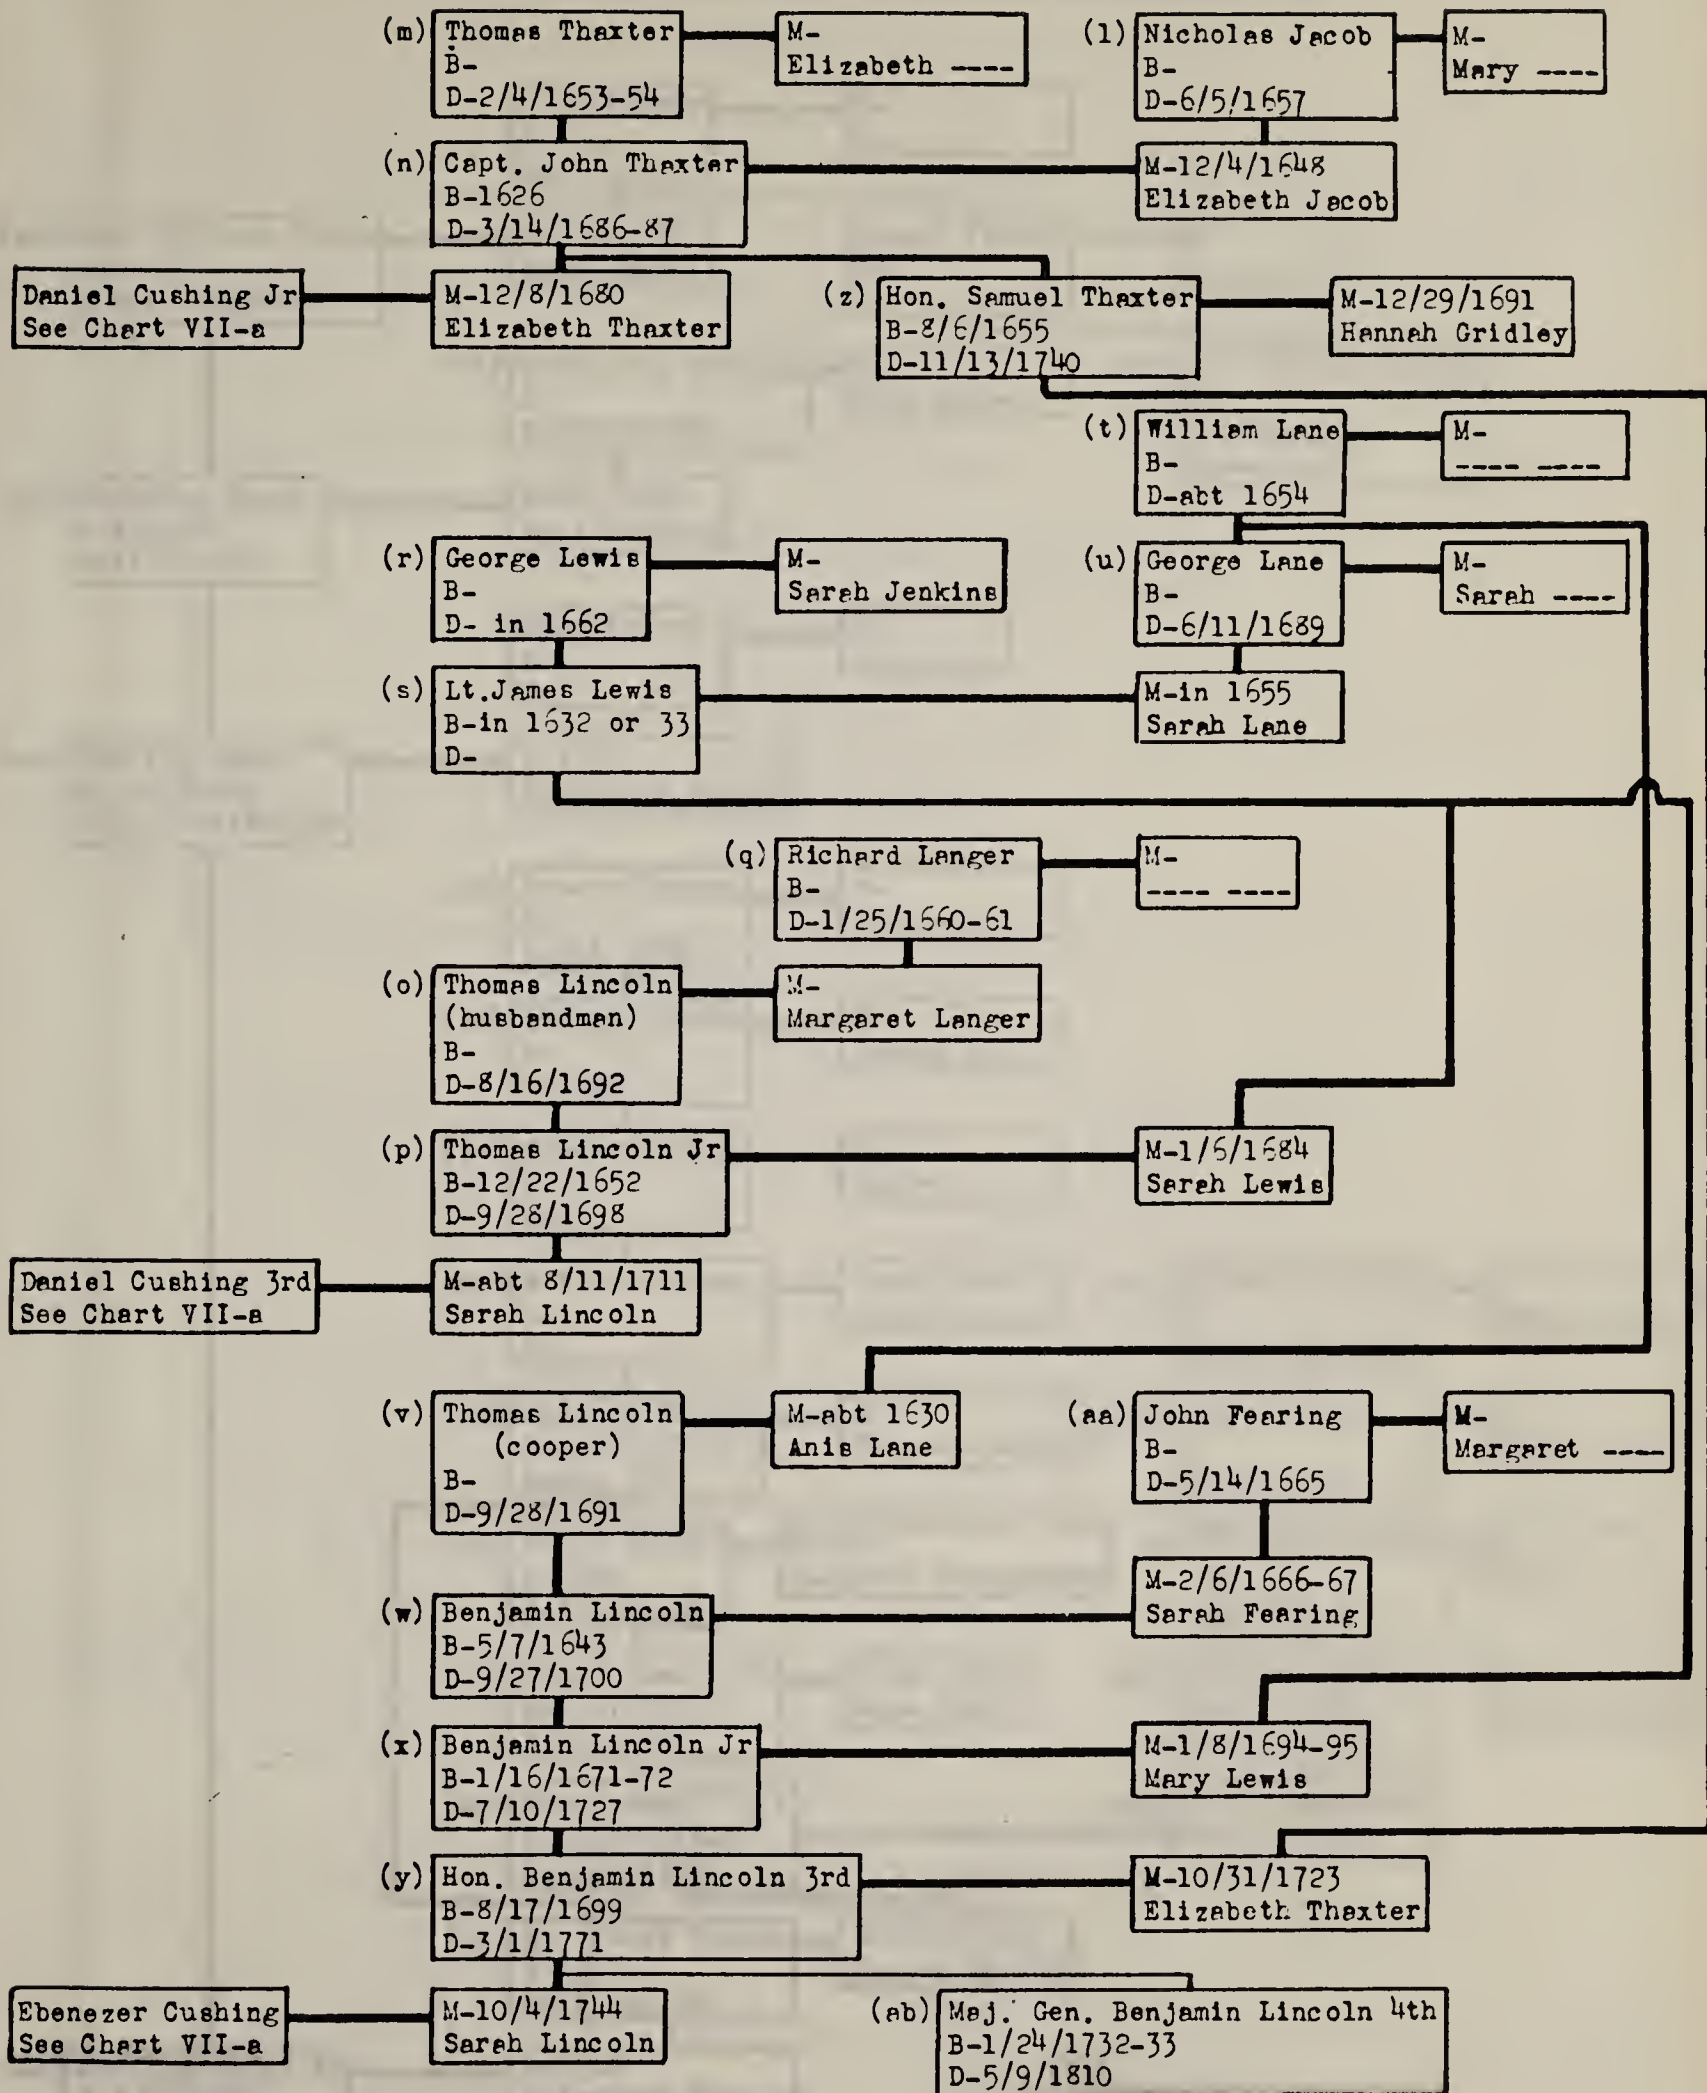 (m) Thomas Thaxter
B-
D-2/4/1653-54
M-
Elizabeth ----
(l) Nicholas Jacob
B-
D-6/5/1657
M-
Mary ----
(n) Capt. John Thaxter
B-1626
D-3/14/1686-87
M-12/4/1648
Elizabeth Jacob
Daniel Cushing Jr
See Chart VII-a
M-12/8/1680
Elizabeth Thaxter
(z) Hon. Samuel Thaxter
B-8/6/1655
D-11/13/1740
M-12/29/1691
Hannah Gridley
(t) William Lane
B-
D-abt 1654
M-
---- ----
(r) George Lewis
B-
D- in 1662
M-
Sarah Jenkins
(u) George Lane
B-
D-6/11/1689
M-
Sarah ----
(s) Lt.James Lewis
B-in 1632 or 33
D-
M-in 1655
Sarah Lane
(q) Richard Langer
B-
D-1/25/1660-61
M-
---- ----
(o) Thomas Lincoln
(husbandman)
B-
D-8/16/1692
M-
Margaret Langer
(p) Thomas Lincoln Jr
B-12/22/1652
D-9/28/1698
M-1/6/1684
Sarah Lewis
Daniel Cushing 3rd
See Chart VII-a
M-abt 8/11/1711
Sarah Lincoln
(v) Thomas Lincoln
(cooper)
B-
D-9/28/1691
M-abt 1630
Anis Lane
(aa) John Fearing
B-
D-5/14/1665
M-
Margaret ----
(w) Benjamin Lincoln
B-5/7/1643
D-9/27/1700
M-2/6/1666-67
Sarah Fearing
(x) Benjamin Lincoln Jr
B-1/16/1671-72
D-7/10/1727
M-1/8/1694-95
Mary Lewis
(y) Hon. Benjamin Lincoln 3rd
B-8/17/1699
D-3/1/1771
M-10/31/1723
Elizabeth Thaxter
Ebenezer Cushing
See Chart VII-a
M-10/4/1744
Sarah Lincoln
(ab) Maj. Gen. Benjamin Lincoln 4th
B-1/24/1732-33
D-5/9/1810